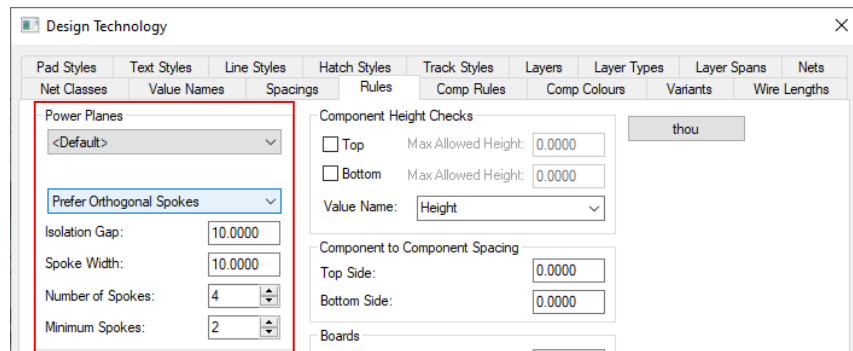 Design Technology
Pad Styles Text Styles Line Styles Hatch Styles Track Styles Layers Layer Types Layer Spans Nets
Net Classes Value Names Spacings Rules Comp Rules Comp Colours Variants Wire Lengths
Power Planes
<Default>
Prefer Orthogonal Spokes
Isolation Gap: 10.0000
Spoke Width: 10.0000
Number of Spokes: 4
Minimum Spokes: 2
Component Height Checks
Top Max Allowed Height: 0.0000
Bottom Max Allowed Height: 0.0000
Value Name: Height
Component to Component Spacing
Top Side: 0.0000
Bottom Side: 0.0000
Boards
thou